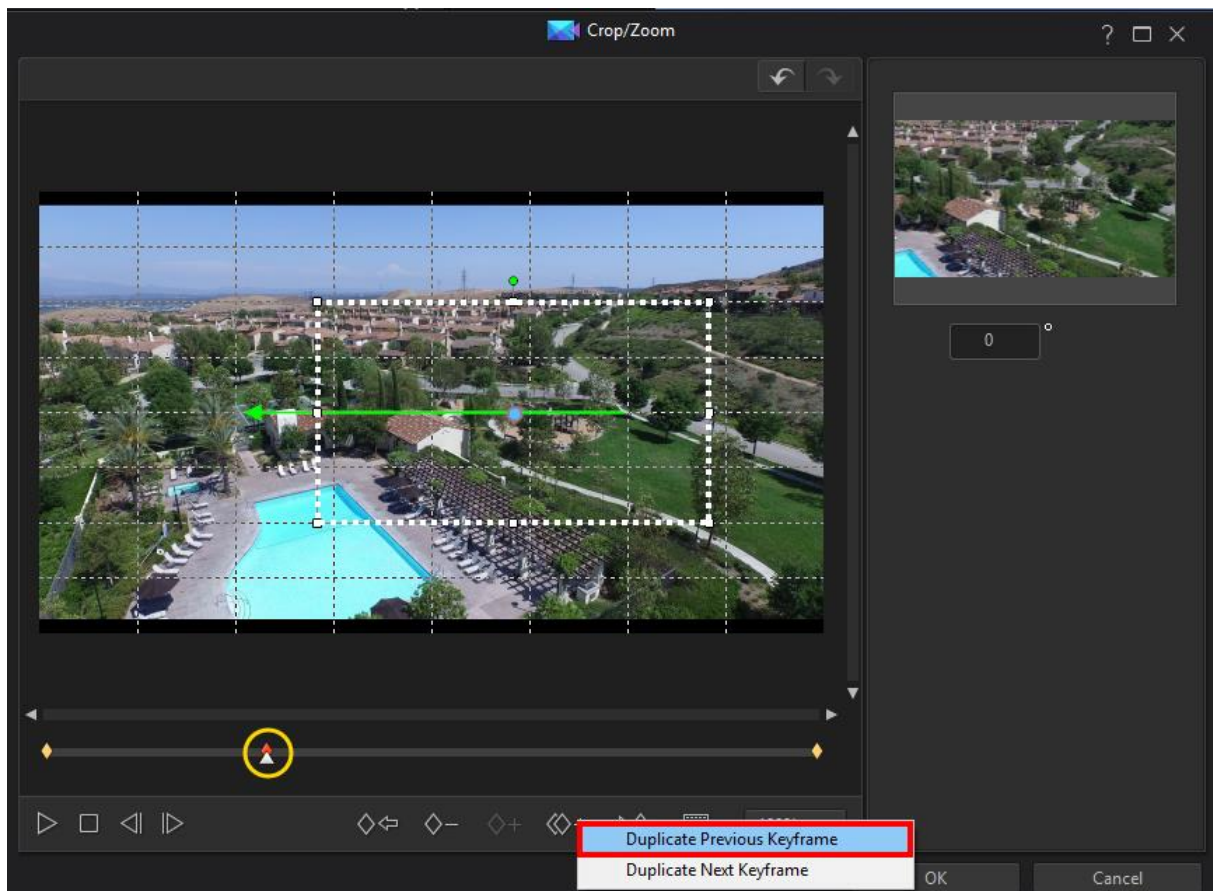 Crop/Zoom
?
0 °
Duplicate Previous Keyframe
Duplicate Next Keyframe
OK
Cancel